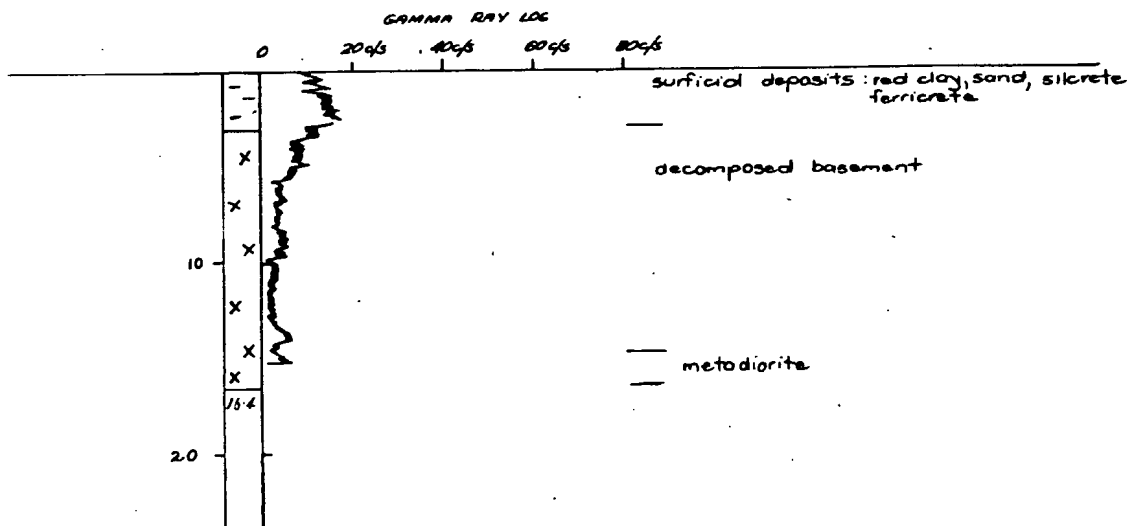 GAMMA RAY LOG
0 20c/s 40c/s 60c/s 80c/s
surficial deposits: red clay, sand, silcrete
ferricrete
decomposed basement
10
metadiorite
16.4
20